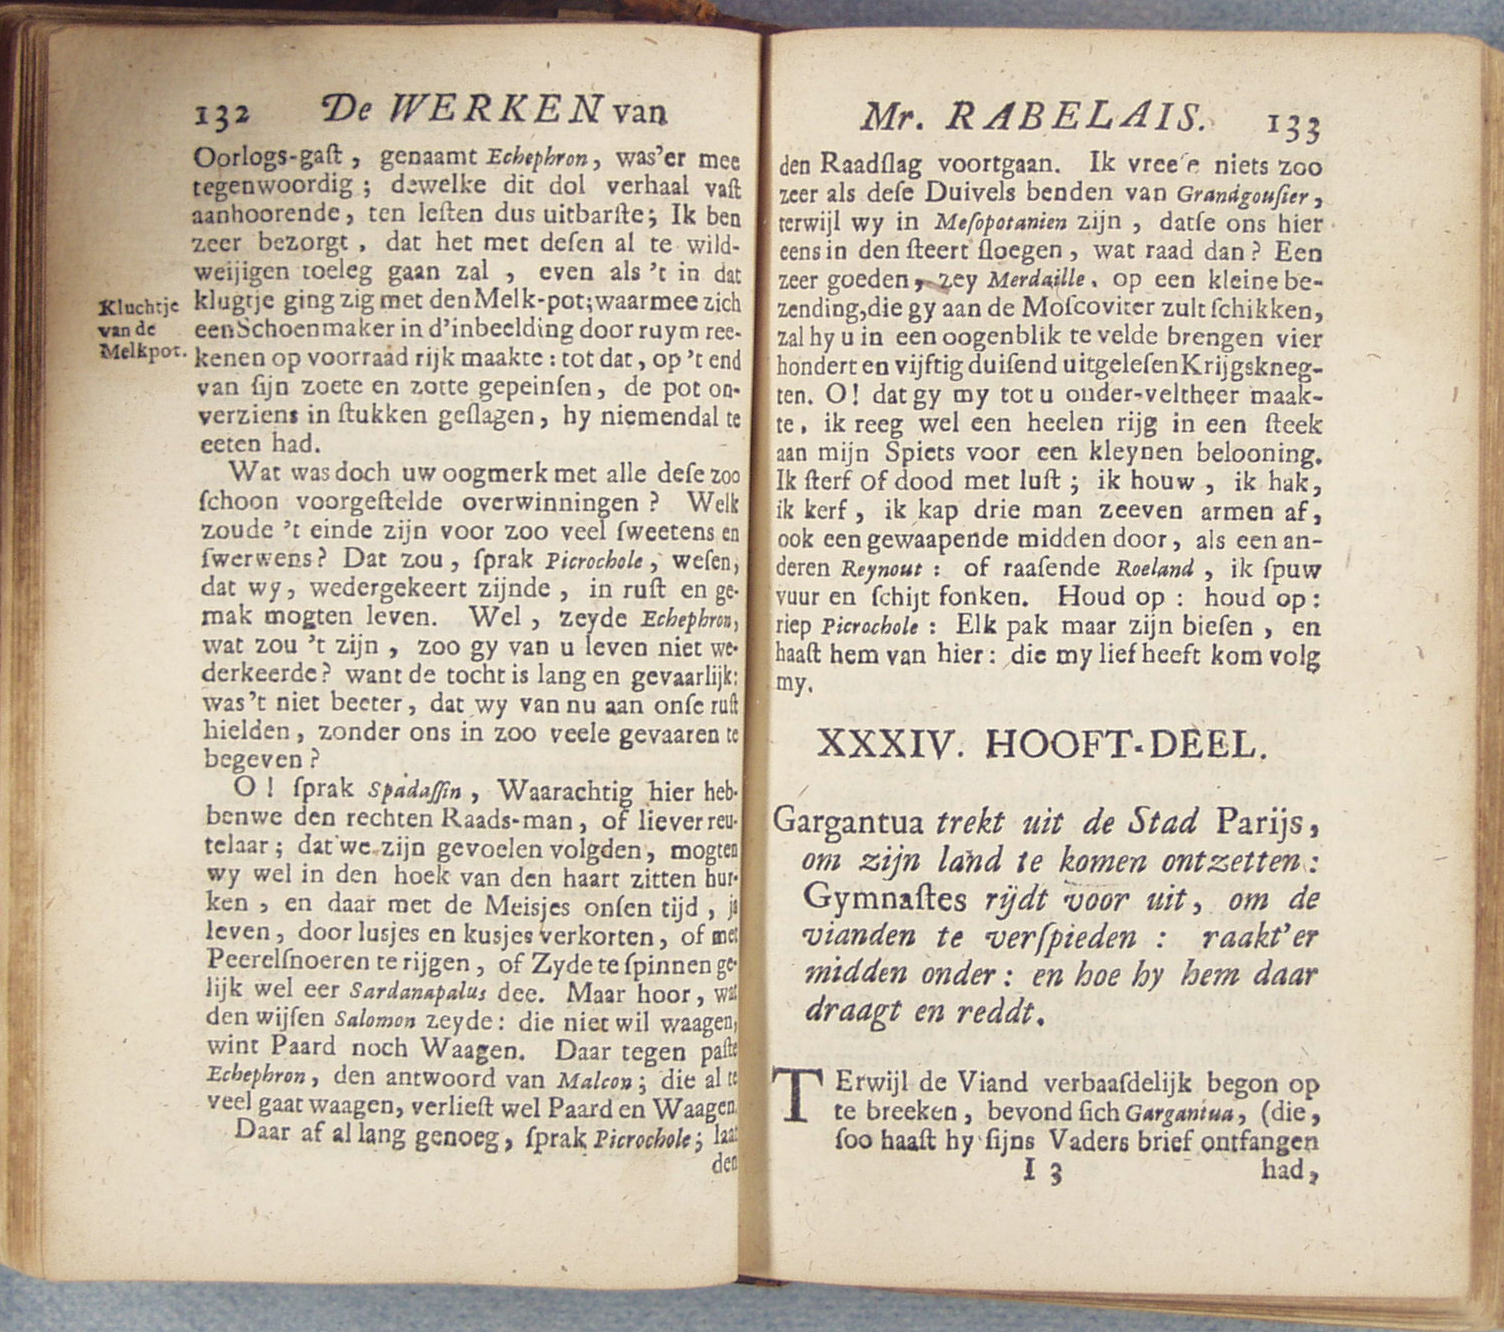 132 De WERKEN van
Oorlogs-gaſt, genaamt Echephron, was'er mee
tegenwoordig; dewelke dit dol verhaal vaſt
aanhoorende, ten leſten dus uitbarſte; Ik ben
zeer bezorgt, dat het met deſen al te wild-
weijigen toeleg gaan zal, even als 't in dat
klugtje ging zig met den Melk-pot; waarmee zich
een Schoenmaker in d'inbeelding door ruym ree-
kenen op voorraad rijk maakte: tot dat, op 't end
van ſijn zoete en zotte gepeinſen, de pot on-
verziens in ſtukken geſlagen, hy niemendal te
eeten had.
Kluchtje
van de
Melkpot.
Wat was doch uw oogmerk met alle deſe zoo
ſchoon voorgeſtelde overwinningen? Welk
zoude 't einde zijn voor zoo veel ſweetens en
ſwerwens? Dat zou, ſprak Picrochole, weſen,
dat wy, wedergekeert zijnde, in ruſt en ge-
mak mogten leven. Wel, zeyde Echephron,
wat zou 't zijn, zoo gy van u leven niet we-
derkeerde? want de tocht is lang en gevaarlijk:
was 't niet beeter, dat wy van nu aan onſe ruſt
hielden, zonder ons in zoo veele gevaaren te
begeven?
O! ſprak Spadaſſin, Waarachtig hier heb-
benwe den rechten Raads-man, of liever reu-
telaar; dat we zijn gevoelen volgden, mogten
wy wel in den hoek van den haart zitten hur-
ken, en daar met de Meisjes onſen tijd, ja
leven, door lusjes en kusjes verkorten, of met
Peerelſnoeren te rijgen, of Zyde te ſpinnen ge-
lijk wel eer Sardanapalus dee. Maar hoor, wat
den wijſen Salomon zeyde: die niet wil waagen,
wint Paard noch Waagen. Daar tegen paſte
Echephron, den antwoord van Malcon; die al te
veel gaat waagen, verlieſt wel Paard en Waagen.
Daar af al lang genoeg, ſprak Picrochole; laat
den
Mr. RABELAIS. 133
den Raadſlag voortgaan. Ik vree e niets zoo
zeer als deſe Duivels benden van Grandgouſier,
terwijl wy in Meſopotanien zijn, datſe ons hier
eens in den ſteert ſloegen, wat raad dan? Een
zeer goeden, zey Merdaille, op een kleine be-
zending, die gy aan de Moſcoviter zult ſchikken,
zal hy u in een oogenblik te velde brengen vier
hondert en vijftig duiſend uitgeleſen Krijgskneg-
ten. O! dat gy my tot u onder-veltheer maak-
te, ik reeg wel een heelen rijg in een ſteek
aan mijn Spiets voor een kleynen belooning.
Ik ſterf of dood met luſt; ik houw, ik hak,
ik kerf, ik kap drie man zeeven armen af,
ook een gewaapende midden door, als een an-
deren Reynout: of raaſende Roeland, ik ſpuw
vuur en ſchijt fonken. Houd op: houd op:
riep Picrochole: Elk pak maar zijn bieſen, en
haaſt hem van hier: die my lief heeft kom volg
my.
XXXIV. HOOFT-DEEL.
Gargantua trekt uit de Stad Parijs,
om zijn land te komen ontzetten:
Gymnaſtes rijdt voor uit, om de
vianden te verſpieden: raakt'er
midden onder: en hoe hy hem daar
draagt en reddt.
TErwijl de Viand verbaaſdelijk begon op
te breeken, bevond ſich Gargantua, (die,
ſoo haaſt hy ſijns Vaders brief ontfangen
I 3 had,